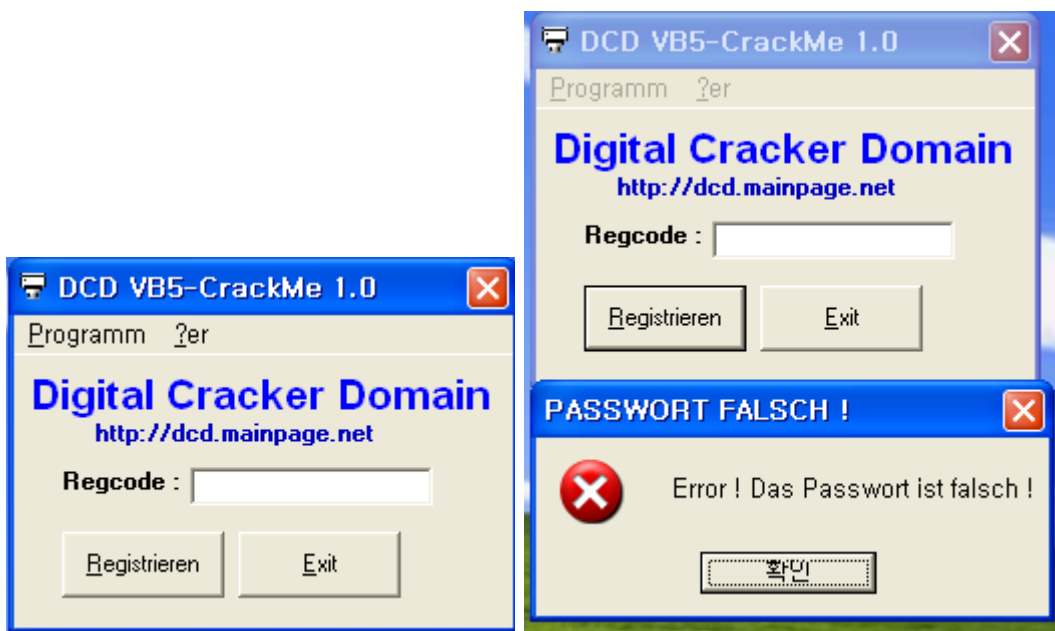 DCD VB5-CrackMe 1.0
Programm ?er
Digital Cracker Domain
http://dcd.mainpage.net
Regcode :
Registrieren Exit
DCD VB5-CrackMe 1.0
Programm ?er
Digital Cracker Domain
http://dcd.mainpage.net
Regcode :
Registrieren Exit
PASSWORT FALSCH !
Error ! Das Passwort ist falsch !
확인